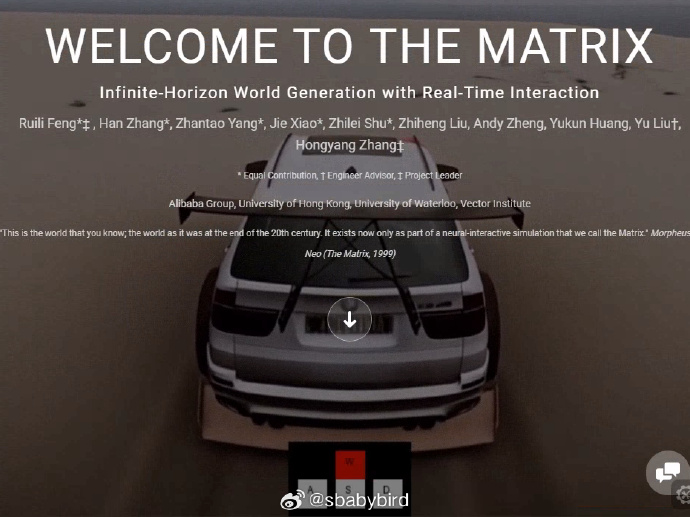 WELCOME TO THE MATRIX
Infinite-Horizon World Generation with Real-Time Interaction
Ruili Feng*‡ , Han Zhang*, Zhantao Yang*, Jie Xiao*, Zhilei Shu*, Zhiheng Liu, Andy Zheng, Yukun Huang, Yu Liu†,
Hongyang Zhang‡
* Equal Contribution, † Engineer Advisor, ‡ Project Leader
Alibaba Group, University of Hong Kong, University of Waterloo, Vector Institute
"This is the world that you know; the world as it was at the end of the 20th century. It exists now only as part of a neural-interactive simulation that we call the Matrix." Morpheus
Neo (The Matrix, 1999)
W
A S D
@sbabybird